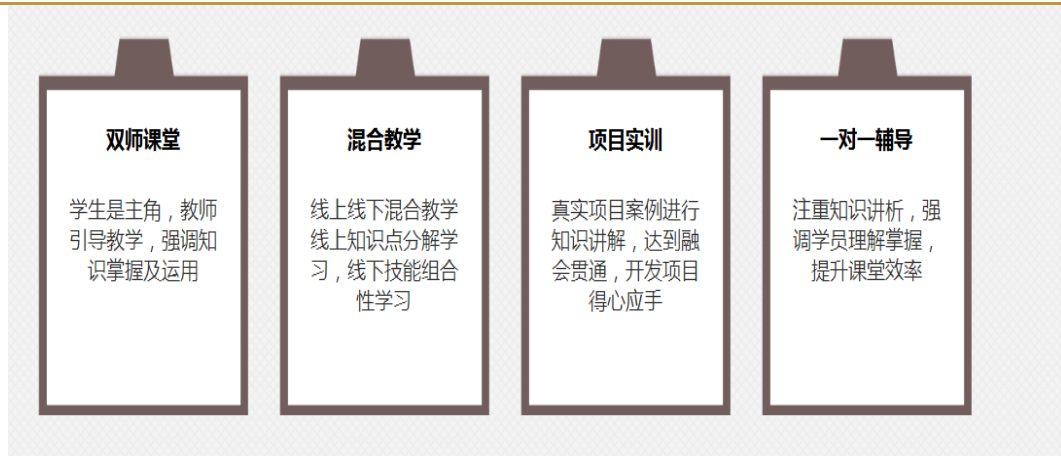 双师课堂
学生是主角，教师
引导教学，强调知
识掌握及运用
混合教学
线上线下混合教学
线上知识点分解学
习，线下技能组合
性学习
项目实训
真实项目案例进行
知识讲解，达到融
会贯通，开发项目
得心应手
一对一辅导
注重知识讲析，强
调学员理解掌握，
提升课堂效率